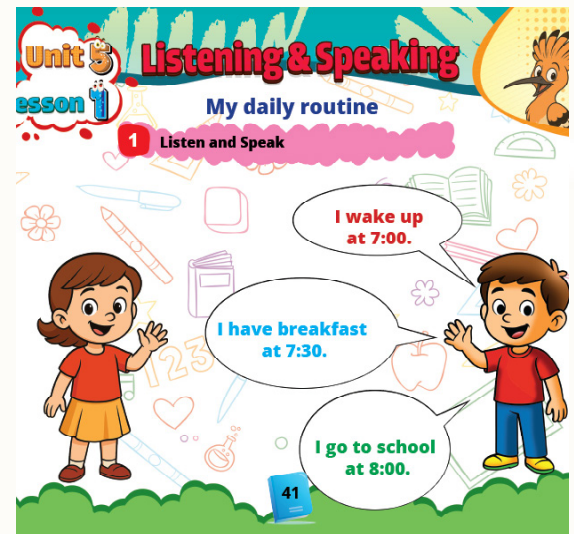 Unit 5
Lesson 1
Listening & Speaking
My daily routine
1 Listen and Speak
I wake up
at 7:00.
I have breakfast
at 7:30.
I go to school
at 8:00.
41